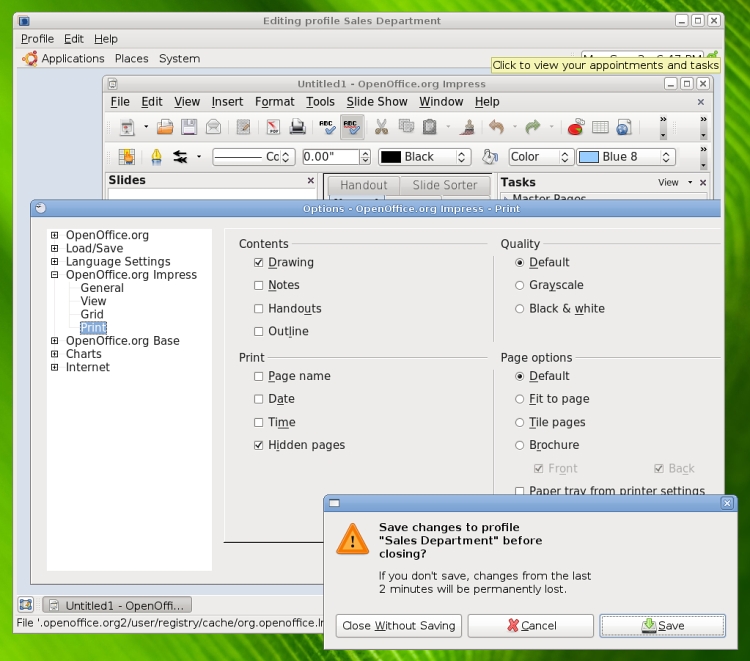 Editing profile Sales Department
Profile Edit Help
Applications Places System
Click to view your appointments and tasks
Untitled1 - OpenOffice.org Impress
File Edit View Insert Format Tools Slide Show Window Help
0.00" Black Color Blue 8
Slides
Handout Slide Sorter
Tasks View
Master Pages
Options - OpenOffice.org Impress - Print
OpenOffice.org
Load/Save
Language Settings
OpenOffice.org Impress
General
View
Grid
Print
OpenOffice.org Base
Charts
Internet
Contents
Drawing
Notes
Handouts
Outline
Print
Page name
Date
Time
Hidden pages
Quality
Default
Grayscale
Black & white
Page options
Default
Fit to page
Tile pages
Brochure
Front Back
Paper tray from printer settings
Save changes to profile
"Sales Department" before
closing?
If you don't save, changes from the last
2 minutes will be permanently lost.
Close Without Saving Cancel Save
Untitled1 - OpenOffi...
File '.openoffice.org2/user/registry/cache/org.openoffice.